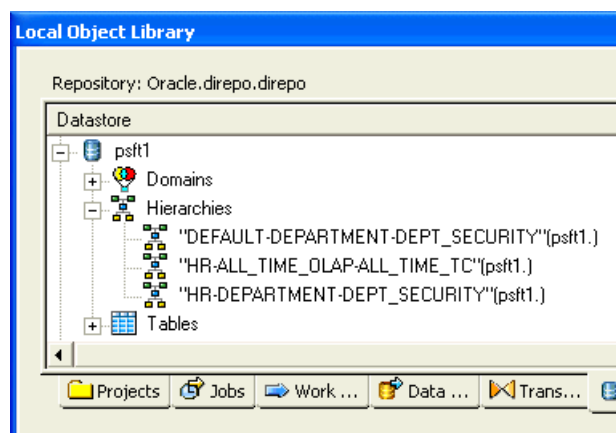 Local Object Library
Repository: Oracle.direpo.direpo
Datastore
psft1
Domains
Hierarchies
"DEFAULT-DEPARTMENT-DEPT_SECURITY"(psft1.)
"HR-ALL_TIME_OLAP-ALL_TIME_TC"(psft1.)
"HR-DEPARTMENT-DEPT_SECURITY"(psft1.)
Tables
Projects Jobs Work ... Data ... Trans...